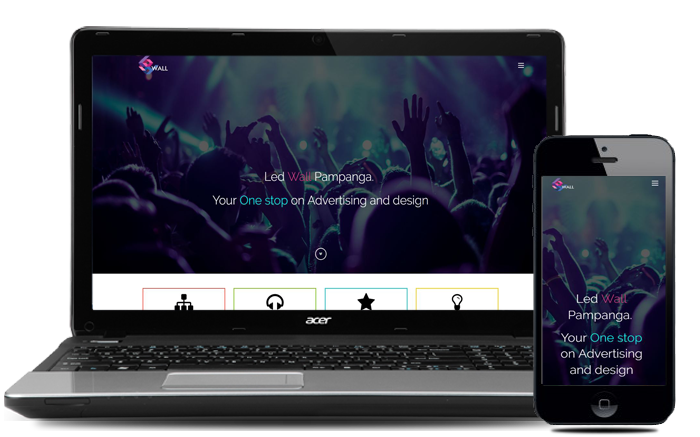 WALL
Led Wall Pampanga.
Your One stop on Advertising and design
acer
WALL
Led Wall
Pampanga.
Your One stop
on Advertising
and design